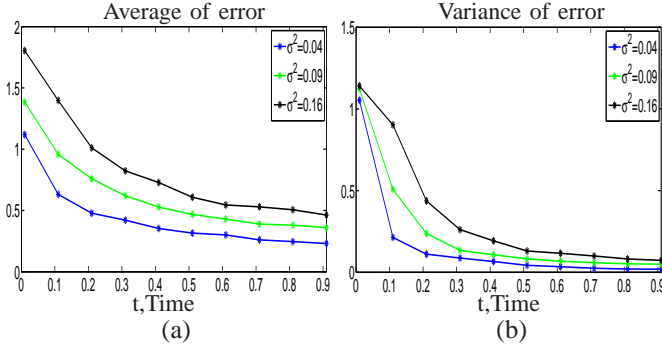 Average of error
Variance of error
2
1.5
1
0.5
0
σ²=0.04
σ²=0.09
σ²=0.16
0 0.1 0.2 0.3 0.4 0.5 0.6 0.7 0.8 0.9
t,Time
(a)
1.5
1
0.5
0
σ²=0.04
σ²=0.09
σ²=0.16
0 0.1 0.2 0.3 0.4 0.5 0.6 0.7 0.8 0.9
t,Time
(b)